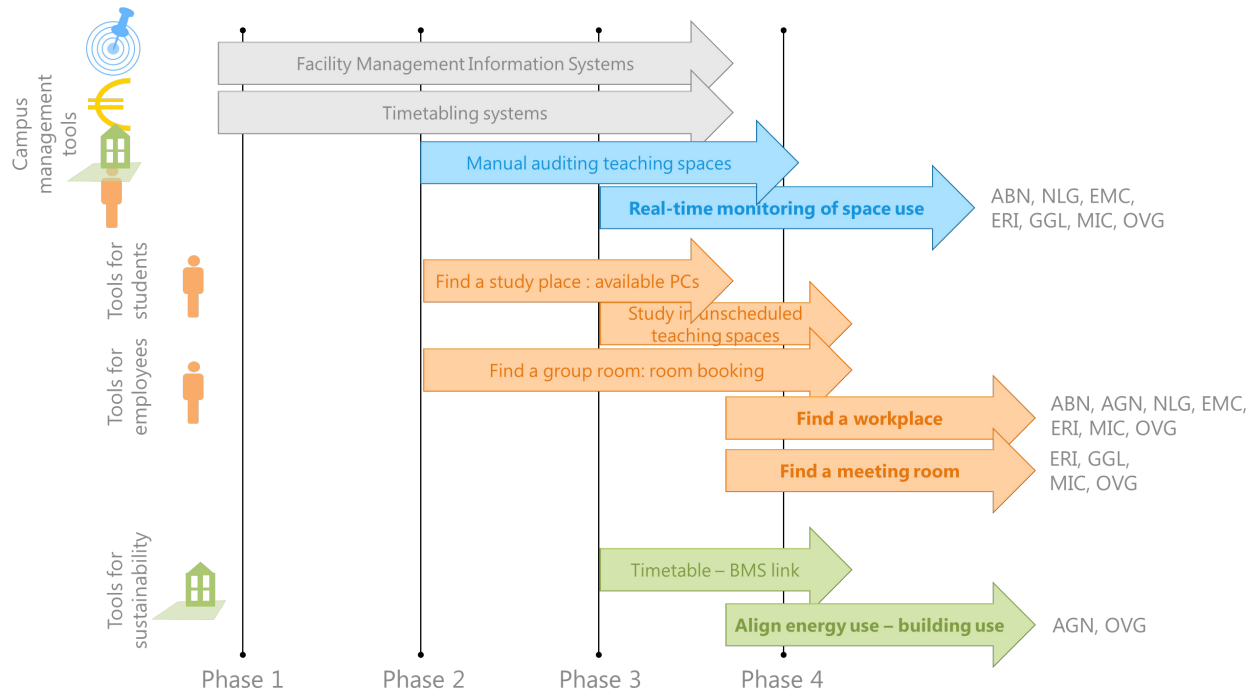 Campus
management
tools
Facility Management Information Systems
Timetabling systems
Manual auditing teaching spaces
Real-time monitoring of space use
ABN, NLG, EMC,
ERI, GGL, MIC, OVG
Tools for
students
Find a study place : available PCs
Study in unscheduled
teaching spaces
Tools for
employees
Find a group room: room booking
Find a workplace
ABN, AGN, NLG, EMC,
ERI, MIC, OVG
Find a meeting room
ERI, GGL,
MIC, OVG
Tools for
sustainability
Timetable – BMS link
Align energy use – building use
AGN, OVG
Phase 1
Phase 2
Phase 3
Phase 4